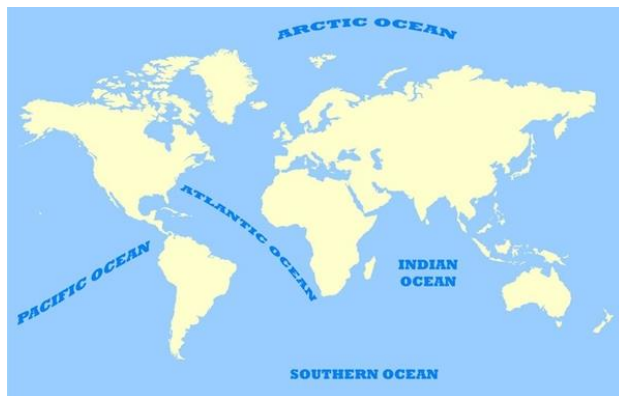 ARCTIC OCEAN
ATLANTIC OCEAN
PACIFIC OCEAN
INDIAN
OCEAN
SOUTHERN OCEAN